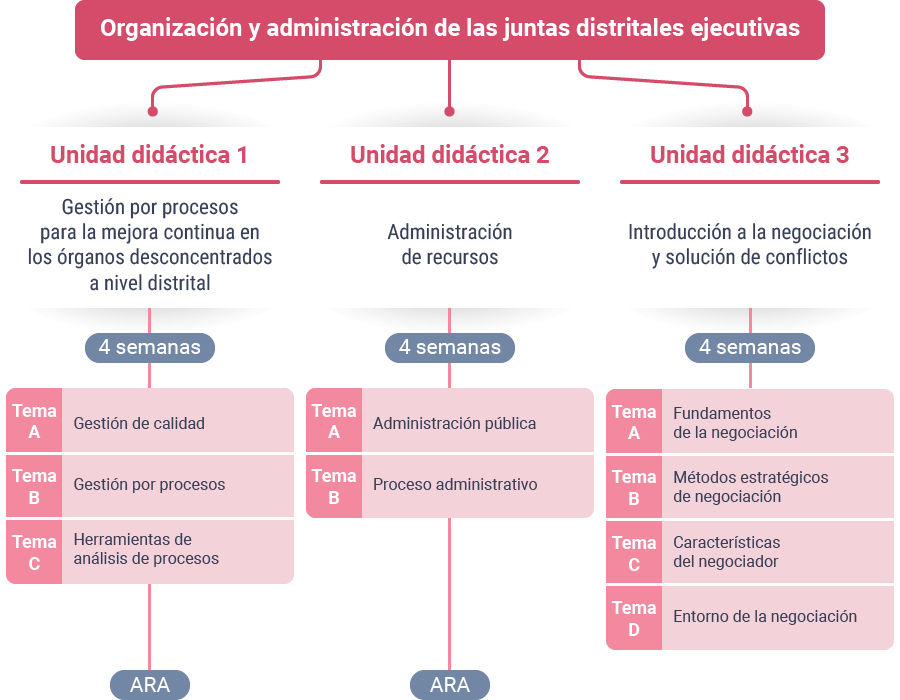 Organización y administración de las juntas distritales ejecutivas
Unidad didáctica 1
Gestión por procesos
para la mejora continua en
los órganos desconcentrados
a nivel distrital
4 semanas
Tema
A
Gestión de calidad
Tema
B
Gestión por procesos
Tema
C
Herramientas de
análisis de procesos
ARA
Unidad didáctica 2
Administración
de recursos
4 semanas
Tema
A
Administración pública
Tema
B
Proceso administrativo
ARA
Unidad didáctica 3
Introducción a la negociación
y solución de conflictos
4 semanas
Tema
A
Fundamentos
de la negociación
Tema
B
Métodos estratégicos
de negociación
Tema
C
Características
del negociador
Tema
D
Entorno de la negociación